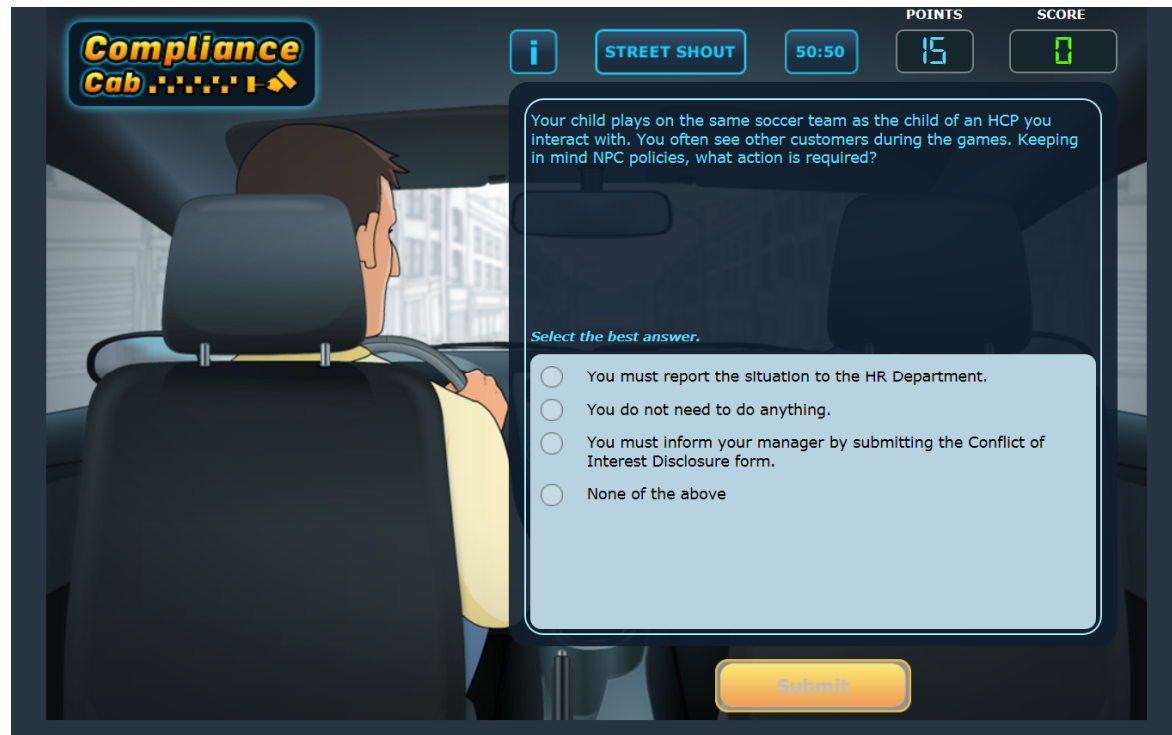 Compliance
Cab
i
STREET SHOUT
50:50
POINTS
15
SCORE
0
Your child plays on the same soccer team as the child of an HCP you
interact with. You often see other customers during the games. Keeping
in mind NPC policies, what action is required?
Select the best answer.
You must report the situation to the HR Department.
You do not need to do anything.
You must inform your manager by submitting the Conflict of
Interest Disclosure form.
None of the above
Submit